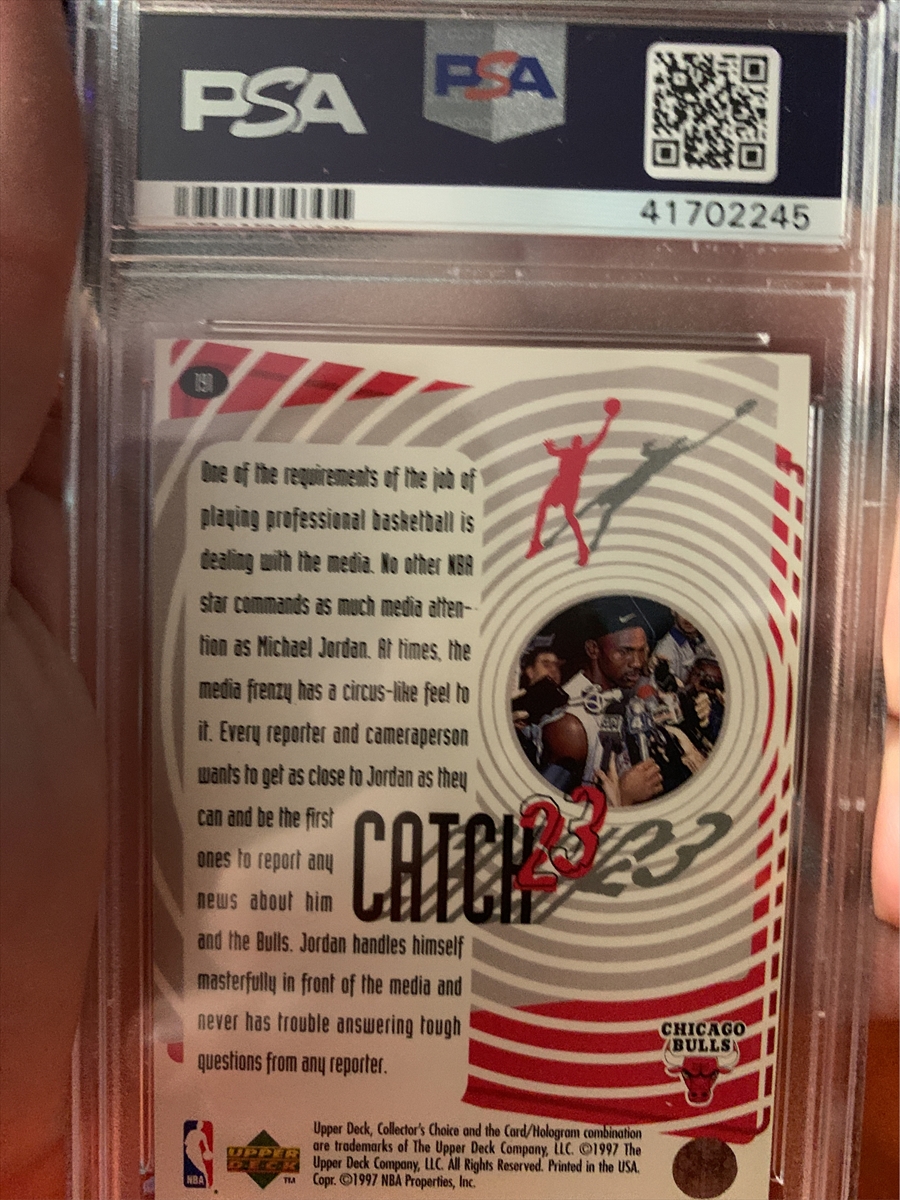 PSA
PSA
41702245
191
One of the requirements of the job of
playing professional basketball is
dealing with the media. No other NBA
star commands as much media atten-
tion as Michael Jordan. At times, the
media frenzy has a circus-like feel to
it. Every reporter and cameraperson
wants to get as close to Jordan as they
can and be the first
ones to report any
news about him
and the Bulls. Jordan handles himself
masterfully in front of the media and
never has trouble answering tough
questions from any reporter.
CATCH 23 23
CHICAGO
BULLS
NBA
UPPER
DECK
TM
Upper Deck, Collector's Choice and the Card/Hologram combination
are trademarks of The Upper Deck Company, LLC. ©1997 The
Upper Deck Company, LLC. All Rights Reserved. Printed in the USA.
Copr. ©1997 NBA Properties, Inc.